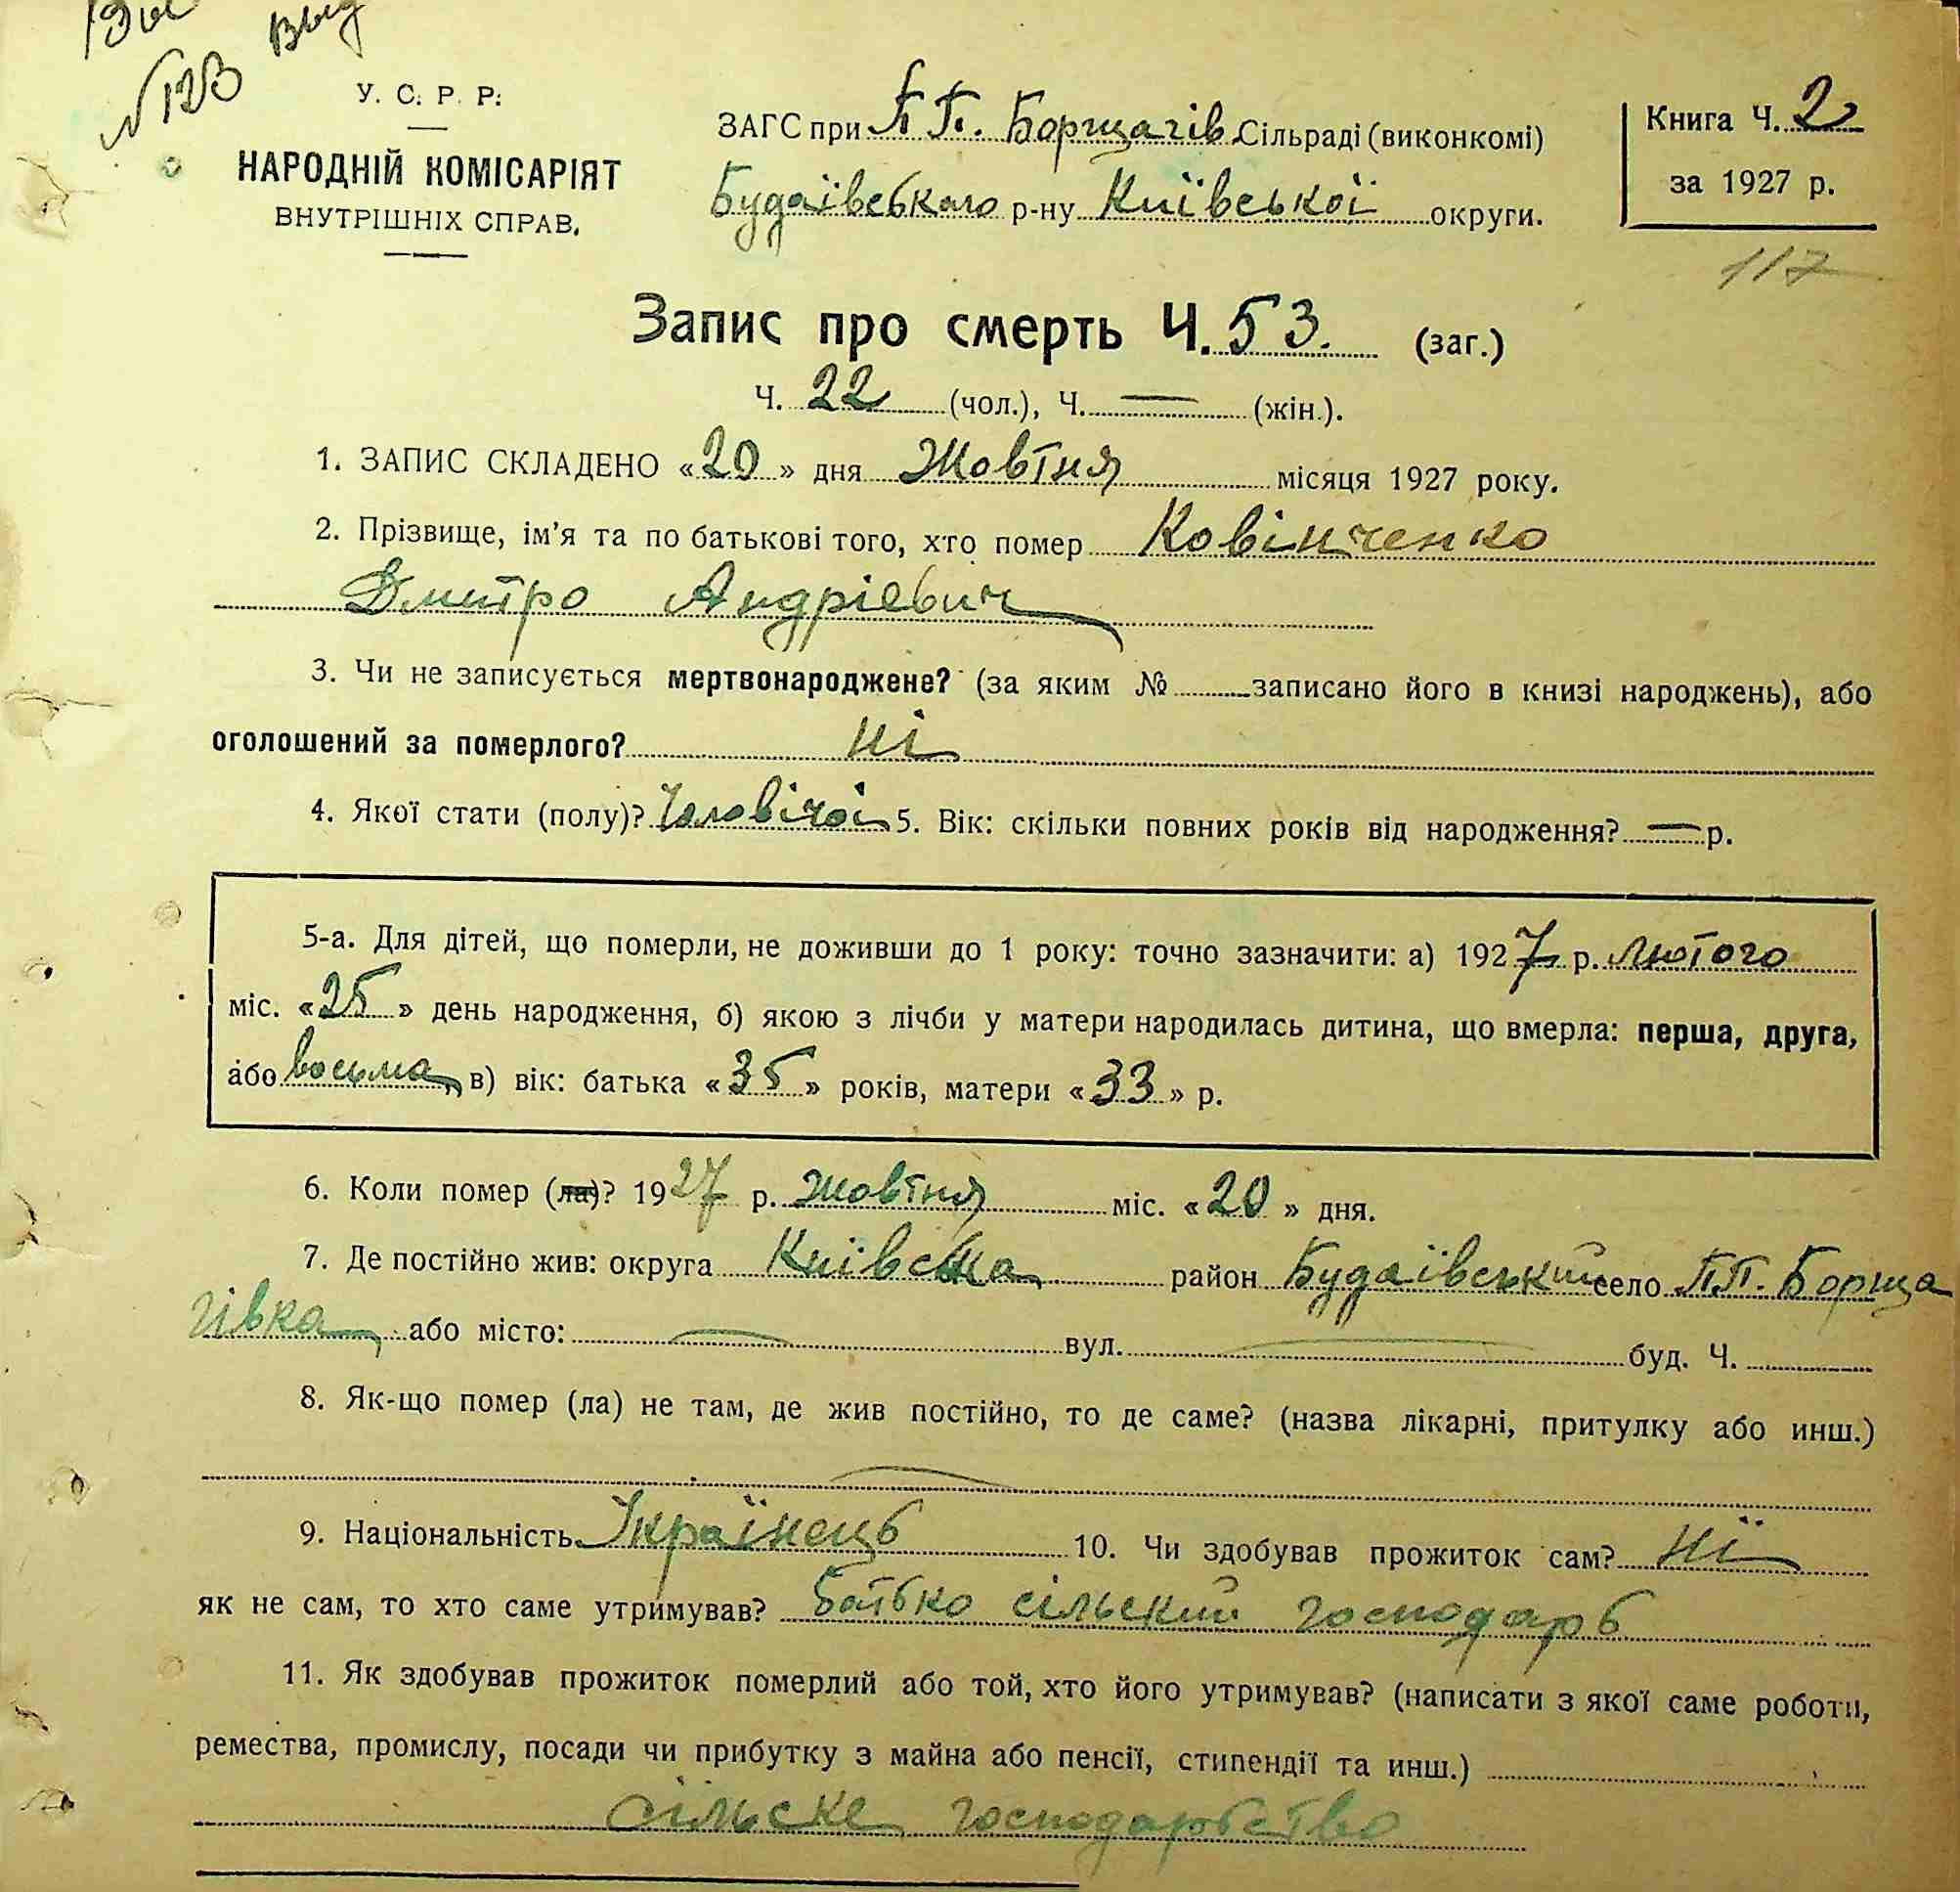 № 123 Выд
У. С. Р. Р.
НАРОДНІЙ КОМІСАРІЯТ
ВНУТРІШНІХ СПРАВ.
ЗАГС при П П. Борщагів. Сільраді (виконкомі)
Будаївського р-ну Київської округи.
Книга Ч. 2
за 1927 р.
117
Запис про смерть Ч. 53. (заг.)
Ч. 22 (чол.), Ч. — (жін.).
1. ЗАПИС СКЛАДЕНО «20» дня Жовтня місяця 1927 року.
2. Прізвище, ім'я та по батькові того, хто помер Ковінченко
Дмитро Андрієвич
3. Чи не записується мертвонароджене? (за яким № записано його в книзі народжень), або
оголошений за померлого? ні
4. Якої стати (полу)? Чоловічої 5. Вік: скільки повних років від народження? — р.
5-а. Для дітей, що померли, не доживши до 1 року: точно зазначити: а) 1927 р. Лютого
міс. «25» день народження, б) якою з лічби у матери народилась дитина, що вмерла: перша, друга,
або восьма, в) вік: батька «35» років, матери «33» р.
6. Коли помер (ла)? 1927 р. жовтня міс. «20» дня.
7. Де постійно жив: округа Київська район Будаївський село П П. Борща
гівка або місто: — вул. — буд. Ч.
8. Як-що помер (ла) не там, де жив постійно, то де саме? (назва лікарні, притулку або инш.)
—
9. Національність Українець 10. Чи здобував прожиток сам? Ні
як не сам, то хто саме утримував? Батько сільский господарь
11. Як здобував прожиток померлий або той, хто його утримував? (написати з якої саме роботи,
ремества, промислу, посади чи прибутку з майна або пенсії, стипендії та инш.)
сільске господарство